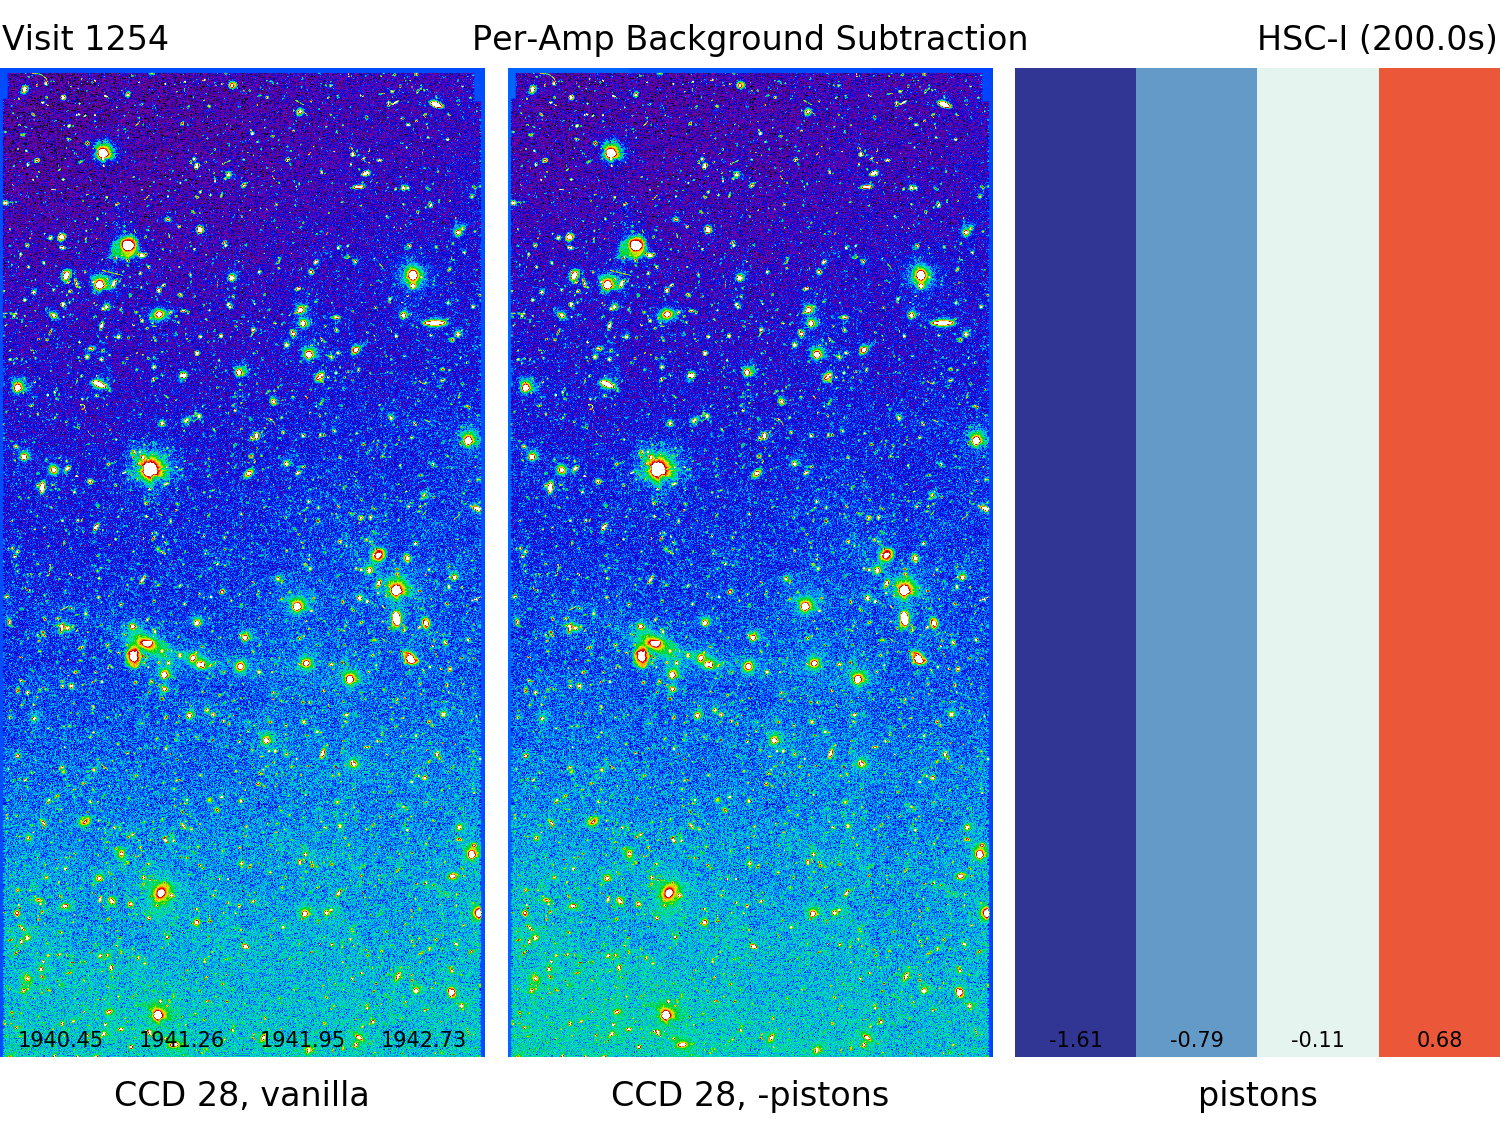 Visit 1254 Per-Amp Background Subtraction HSC-I (200.0s)
1940.45 1941.26 1941.95 1942.73 -1.61 -0.79 -0.11 0.68
CCD 28, vanilla CCD 28, -pistons pistons